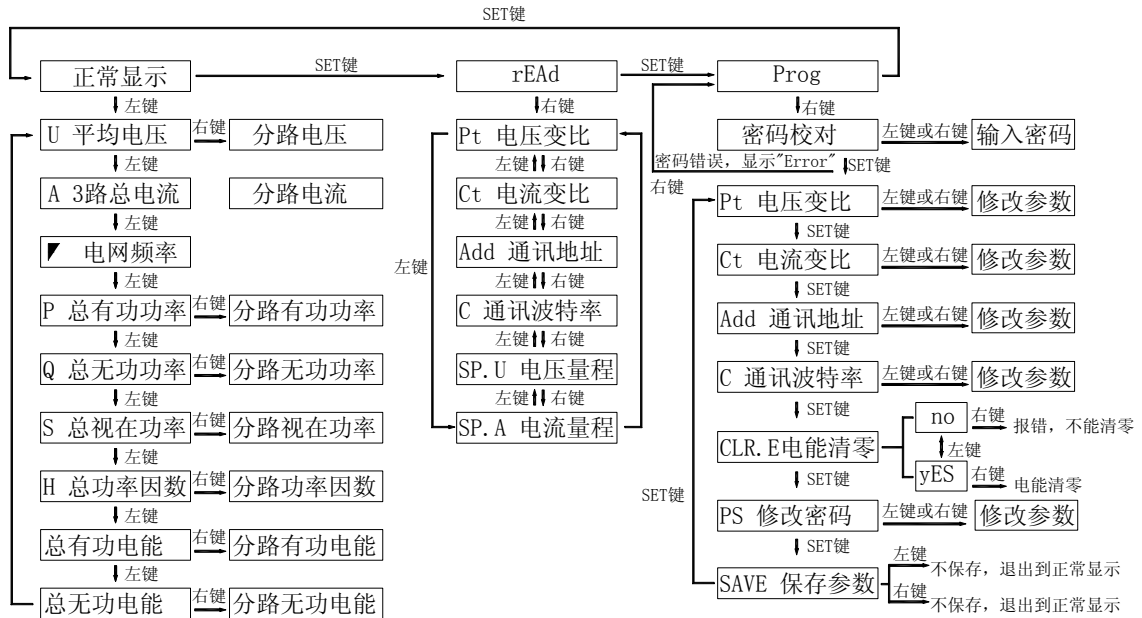 SET键
正常显示
SET键
rEAd
SET键
Prog
左键
右键
右键
U 平均电压
右键
分路电压
Pt 电压变比
密码校对
左键或右键
输入密码
左键
左键
右键
密码错误，显示"Error"
SET键
A 3路总电流
分路电流
Ct 电流变比
右键
Pt 电压变比
左键或右键
修改参数
左键
左键
右键
SET键
电网频率
Add 通讯地址
Ct 电流变比
左键或右键
修改参数
左键
左键
左键
右键
SET键
P 总有功功率
右键
分路有功功率
C 通讯波特率
Add 通讯地址
左键或右键
修改参数
左键
左键
右键
SET键
Q 总无功功率
右键
分路无功功率
SP.U 电压量程
C 通讯波特率
左键或右键
修改参数
左键
左键
右键
SET键
S 总视在功率
右键
分路视在功率
SP.A 电流量程
CLR.E电能清零
no
右键
报错，不能清零
左键
左键
yES
右键
电能清零
H 总功率因数
右键
分路功率因数
SET键
SET键
左键
PS 修改密码
左键或右键
修改参数
总有功电能
右键
分路有功电能
SET键
左键
SAVE 保存参数
左键
不保存，退出到正常显示
总无功电能
右键
分路无功电能
右键
不保存，退出到正常显示